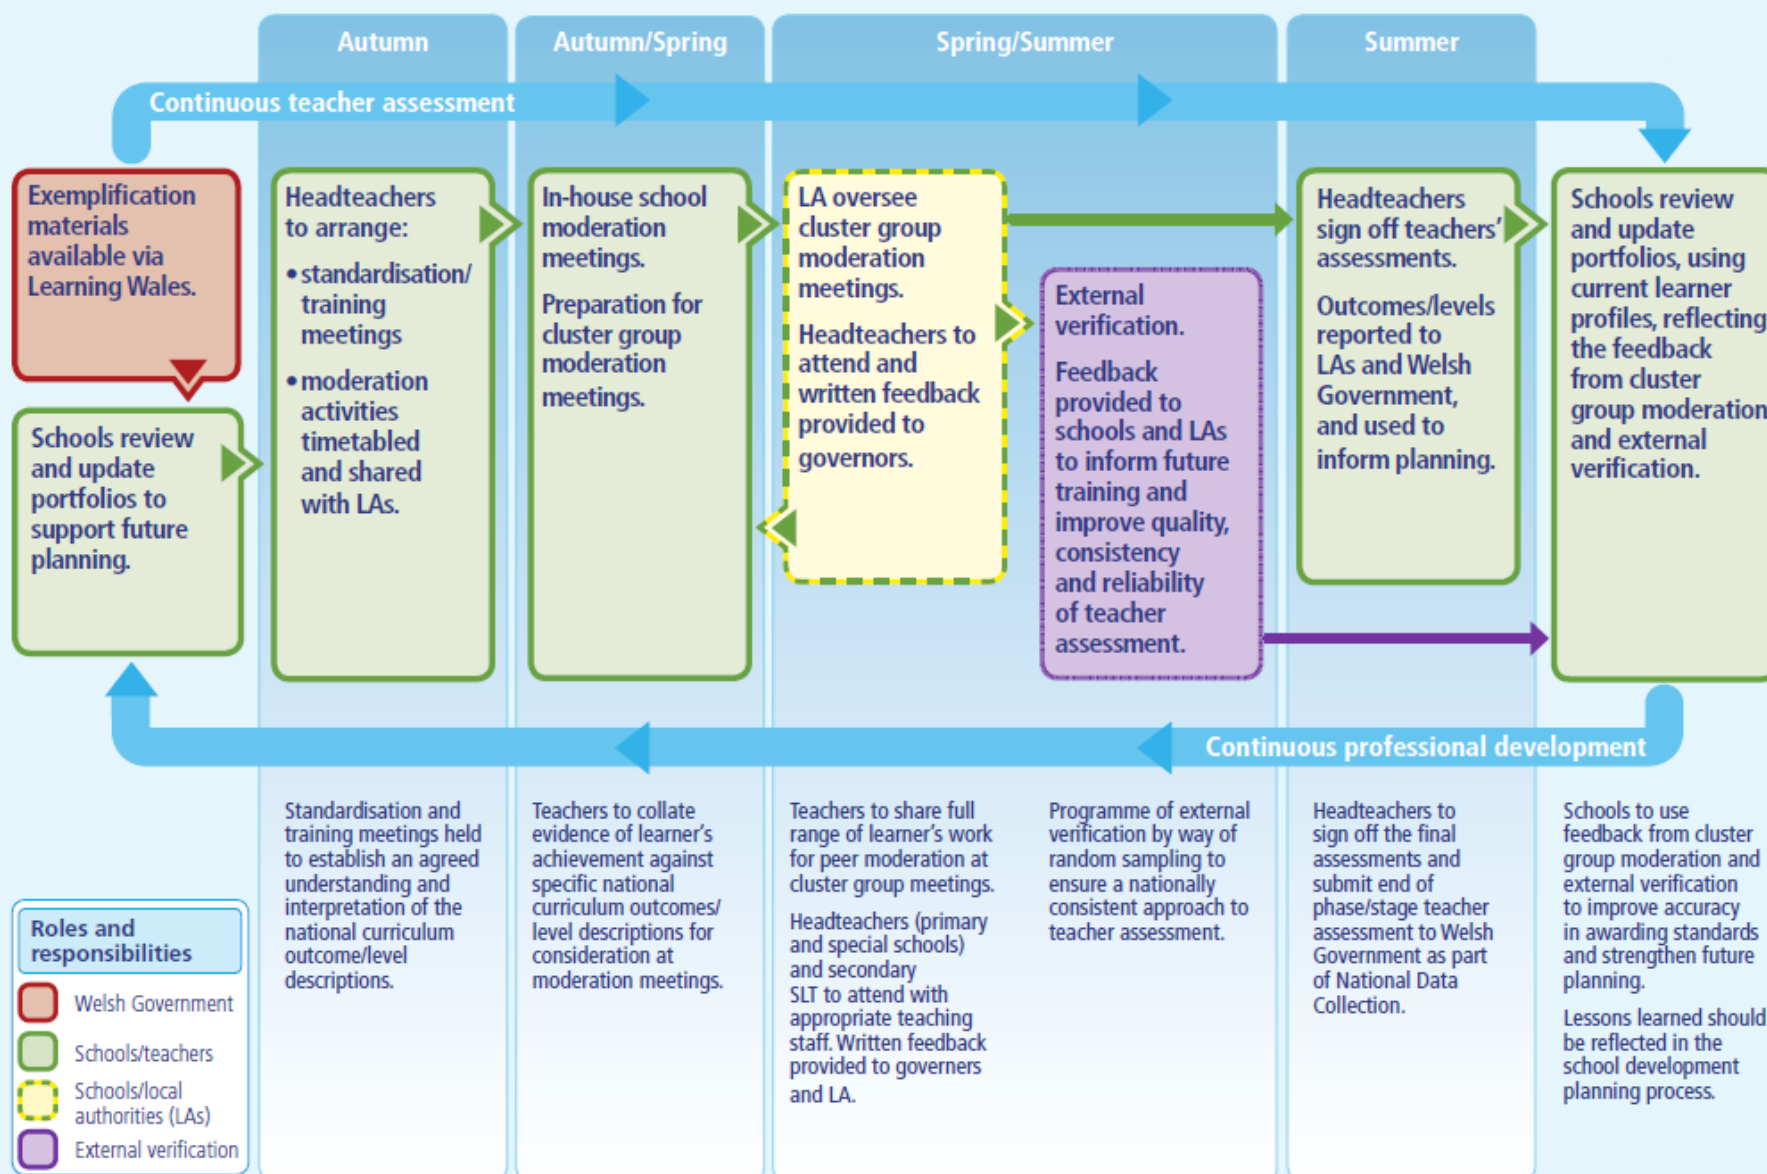 Autumn
Autumn/Spring
Spring/Summer
Summer
Continuous teacher assessment
Exemplification
materials
available via
Learning Wales.
Schools review
and update
portfolios to
support future
planning.
Headteachers
to arrange:
• standardisation/
training
meetings
• moderation
activities
timetabled
and shared
with LAs.
In-house school
moderation
meetings.
Preparation for
cluster group
moderation
meetings.
LA oversee
cluster group
moderation
meetings.
Headteachers to
attend and
written feedback
provided to
governors.
External
verification.
Feedback
provided to
schools and LAs
to inform future
training and
improve quality,
consistency
and reliability
of teacher
assessment.
Headteachers
sign off teachers'
assessments.
Outcomes/levels
reported to
LAs and Welsh
Government,
and used to
inform planning.
Schools review
and update
portfolios, using
current learner
profiles, reflecting
the feedback
from cluster
group moderation
and external
verification.
Continuous professional development
Standardisation and
training meetings held
to establish an agreed
understanding and
interpretation of the
national curriculum
outcome/level
descriptions.
Teachers to collate
evidence of learner's
achievement against
specific national
curriculum outcomes/
level descriptions for
consideration at
moderation meetings.
Teachers to share full
range of learner's work
for peer moderation at
cluster group meetings.
Headteachers (primary
and special schools)
and secondary
SLT to attend with
appropriate teaching
staff. Written feedback
provided to governers
and LA.
Programme of external
verification by way of
random sampling to
ensure a nationally
consistent approach to
teacher assessment.
Headteachers to
sign off the final
assessments and
submit end of
phase/stage teacher
assessment to Welsh
Government as part
of National Data
Collection.
Schools to use
feedback from cluster
group moderation and
external verification
to improve accuracy
in awarding standards
and strengthen future
planning.
Lessons learned should
be reflected in the
school development
planning process.
Roles and
responsibilities
Welsh Government
Schools/teachers
Schools/local
authorities (LAs)
External verification